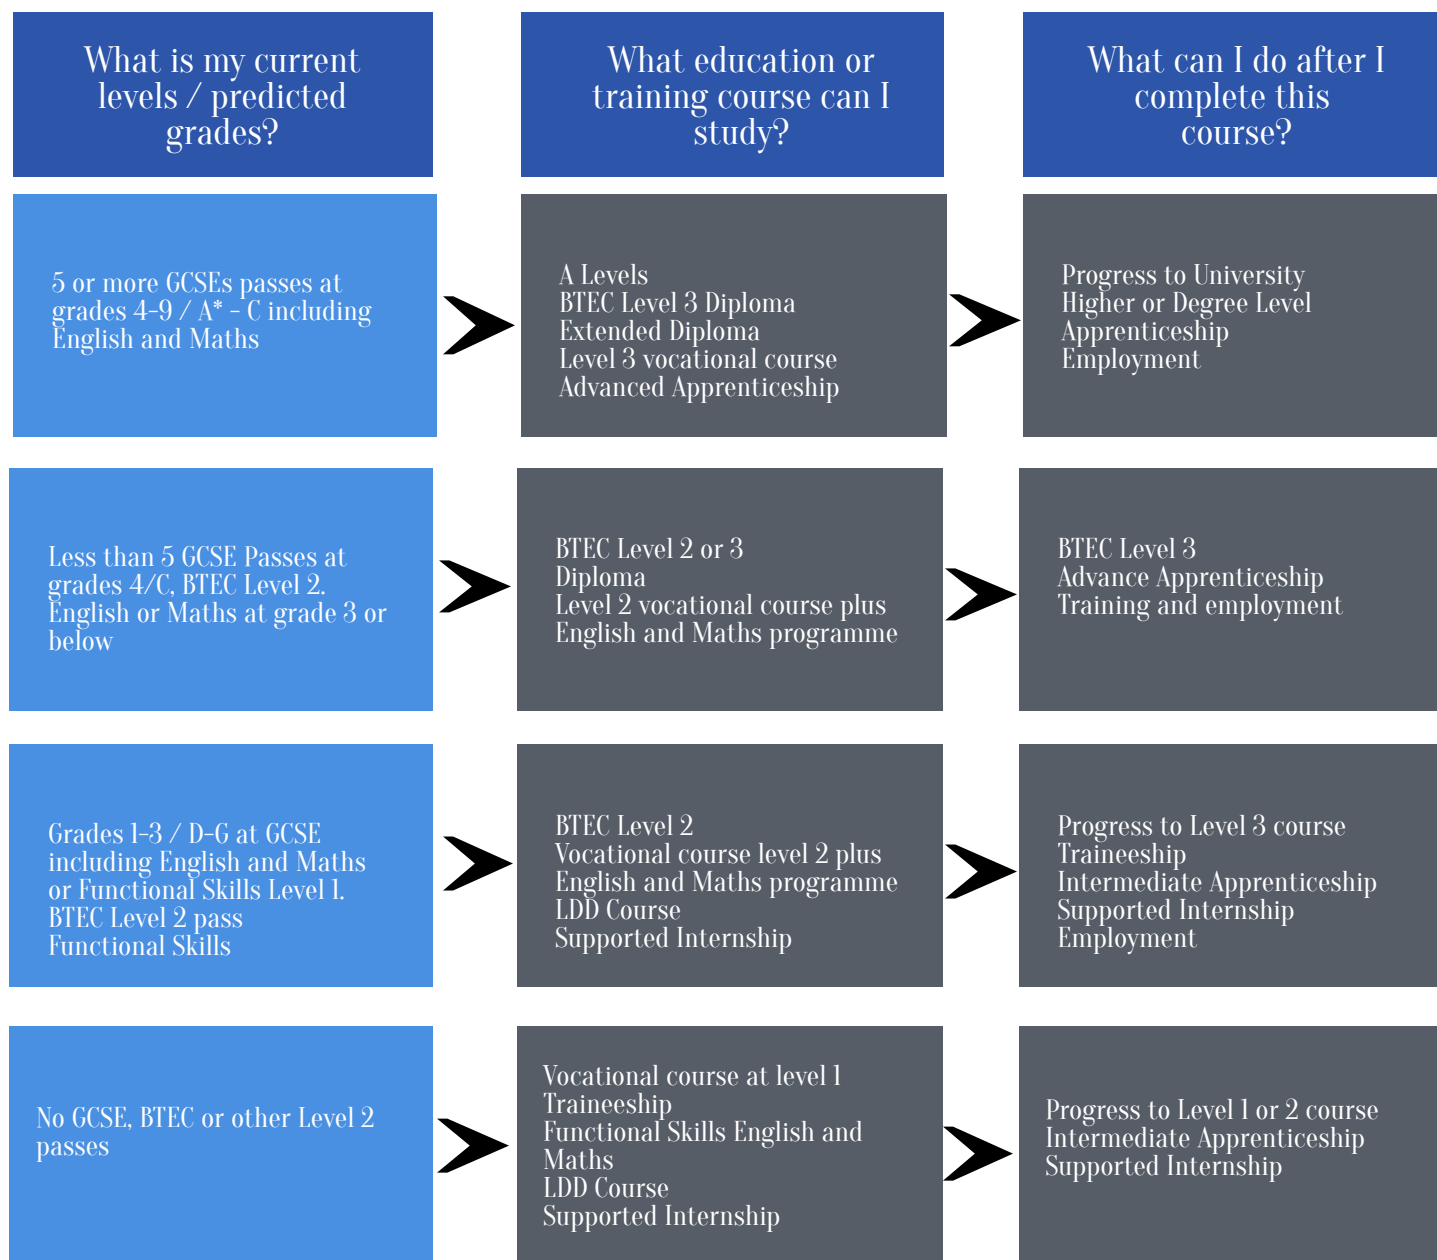 What is my current
levels / predicted
grades?
What education or
training course can I
study?
What can I do after I
complete this
course?
5 or more GCSEs passes at
grades 4-9 / A* - C including
English and Maths
A Levels
BTEC Level 3 Diploma
Extended Diploma
Level 3 vocational course
Advanced Apprenticeship
Progress to University
Higher or Degree Level
Apprenticeship
Employment
Less than 5 GCSE Passes at
grades 4/C, BTEC Level 2.
English or Maths at grade 3 or
below
BTEC Level 2 or 3
Diploma
Level 2 vocational course plus
English and Maths programme
BTEC Level 3
Advance Apprenticeship
Training and employment
Grades 1-3 / D-G at GCSE
including English and Maths
or Functional Skills Level 1.
BTEC Level 2 pass
Functional Skills
BTEC Level 2
Vocational course level 2 plus
English and Maths programme
LDD Course
Supported Internship
Progress to Level 3 course
Traineeship
Intermediate Apprenticeship
Supported Internship
Employment
No GCSE, BTEC or other Level 2
passes
Vocational course at level 1
Traineeship
Functional Skills English and
Maths
LDD Course
Supported Internship
Progress to Level 1 or 2 course
Intermediate Apprenticeship
Supported Internship